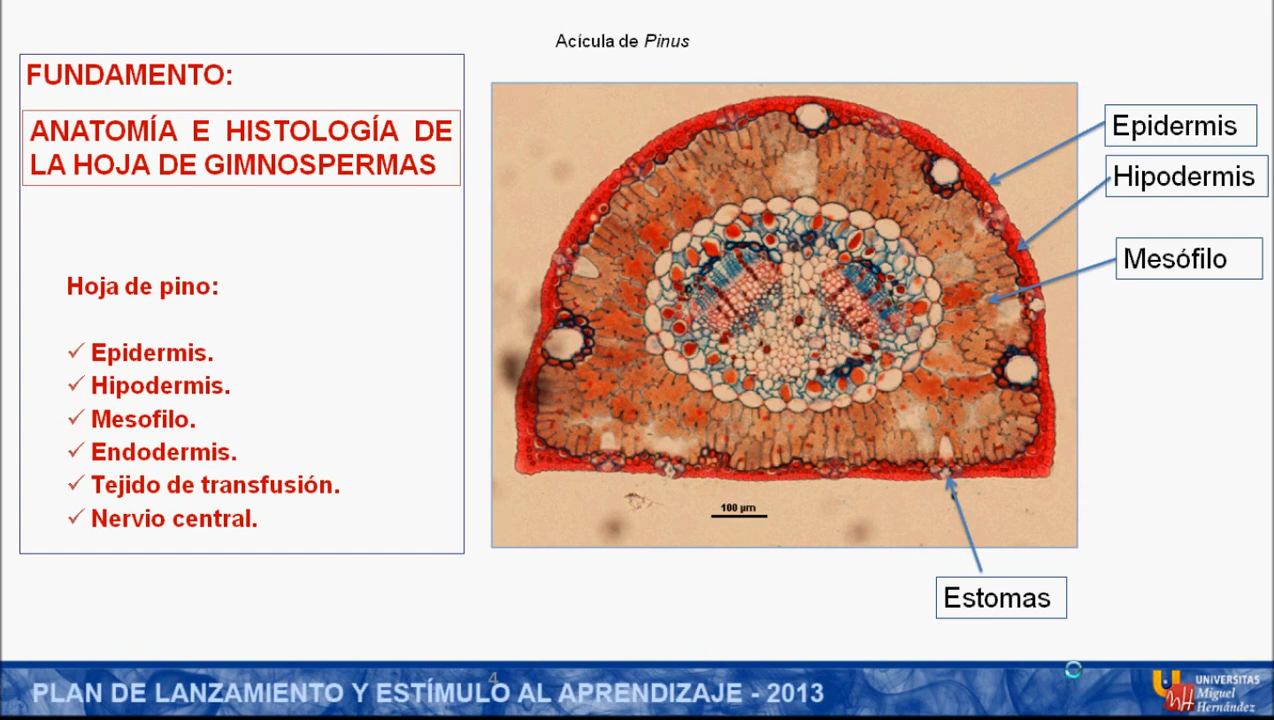 Acícula de Pinus
FUNDAMENTO:
ANATOMÍA E HISTOLOGÍA DE
LA HOJA DE GIMNOSPERMAS
Hoja de pino:
✓ Epidermis.
✓ Hipodermis.
✓ Mesofilo.
✓ Endodermis.
✓ Tejido de transfusión.
✓ Nervio central.
Epidermis
Hipodermis
Mesófilo
100 µm
Estomas
4
PLAN DE LANZAMIENTO Y ESTÍMULO AL APRENDIZAJE - 2013
UNIVERSITAS
Miguel
Hernández